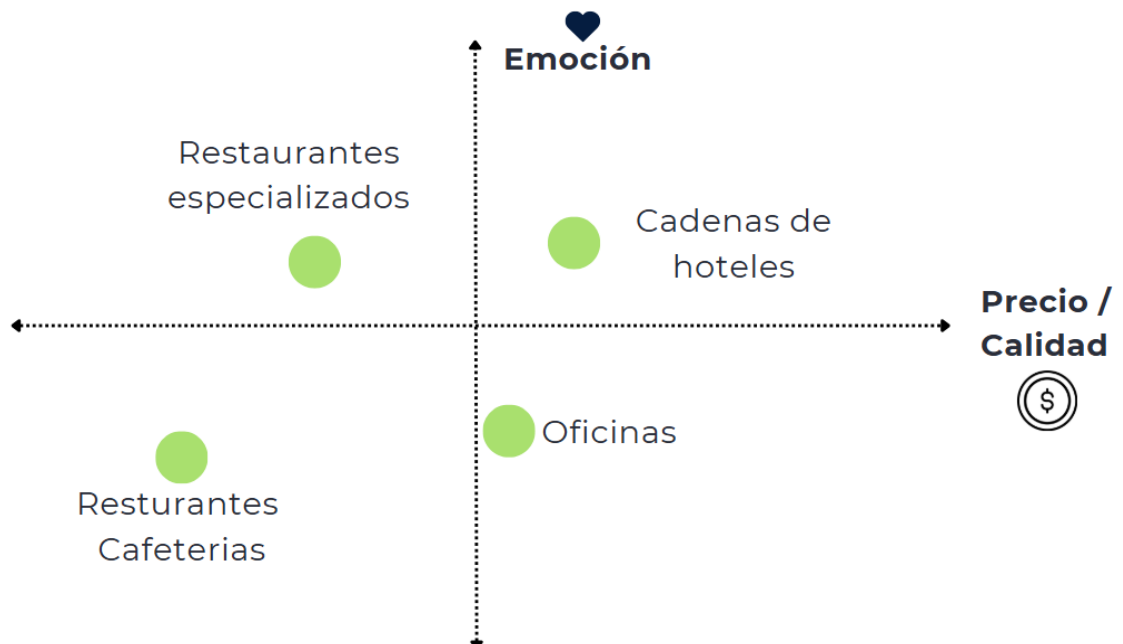 Emoción
Restaurantes
especializados
Cadenas de
hoteles
Precio /
Calidad
$
Oficinas
Resturantes
Cafeterias